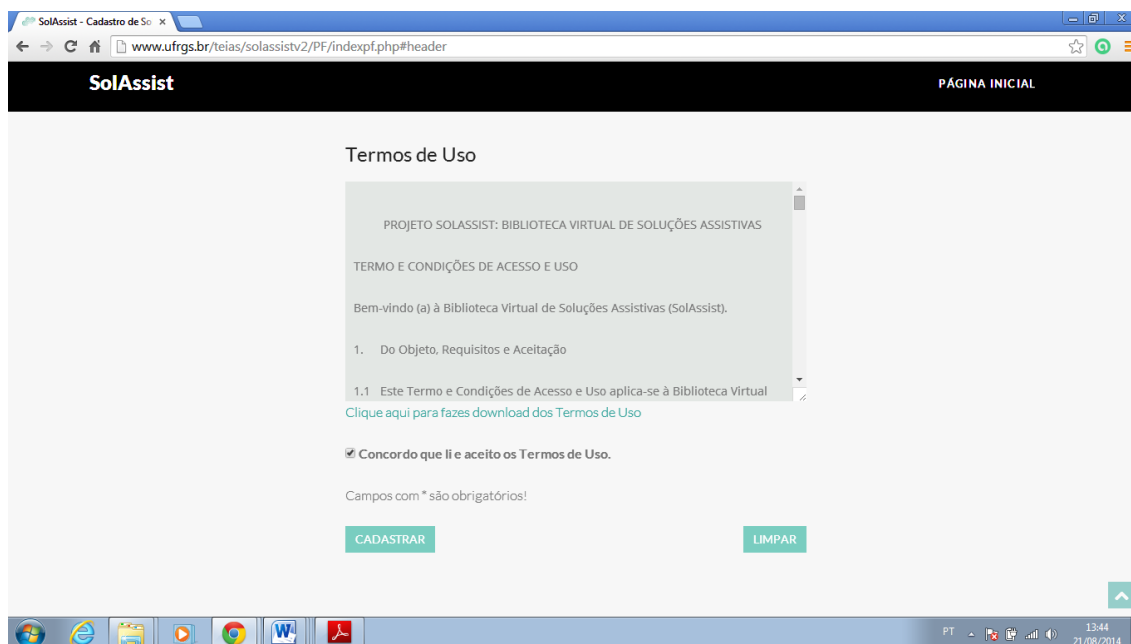 SolAssist - Cadastro de So
www.ufrgs.br/teias/solassistv2/PF/indexpf.php#header
SolAssist
PÁGINA INICIAL
Termos de Uso
PROJETO SOLASSIST: BIBLIOTECA VIRTUAL DE SOLUÇÕES ASSISTIVAS
TERMO E CONDIÇÕES DE ACESSO E USO
Bem-vindo (a) à Biblioteca Virtual de Soluções Assistivas (SolAssist).
1. Do Objeto, Requisitos e Aceitação
1.1 Este Termo e Condições de Acesso e Uso aplica-se à Biblioteca Virtual
Clique aqui para fazes download dos Termos de Uso
Concordo que li e aceito os Termos de Uso.
Campos com * são obrigatórios!
CADASTRAR
LIMPAR
PT
13:44
21/08/2014